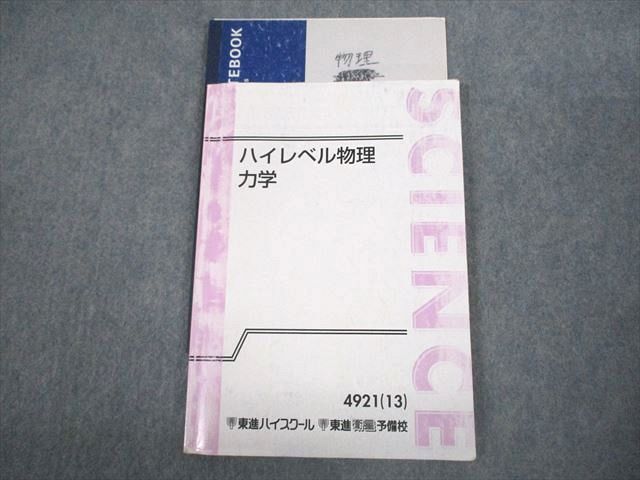 TEBOOK
物理
ハイレベル物理
力学
SCIENCE
4921(13)
東進ハイスクール 東進衛星予備校